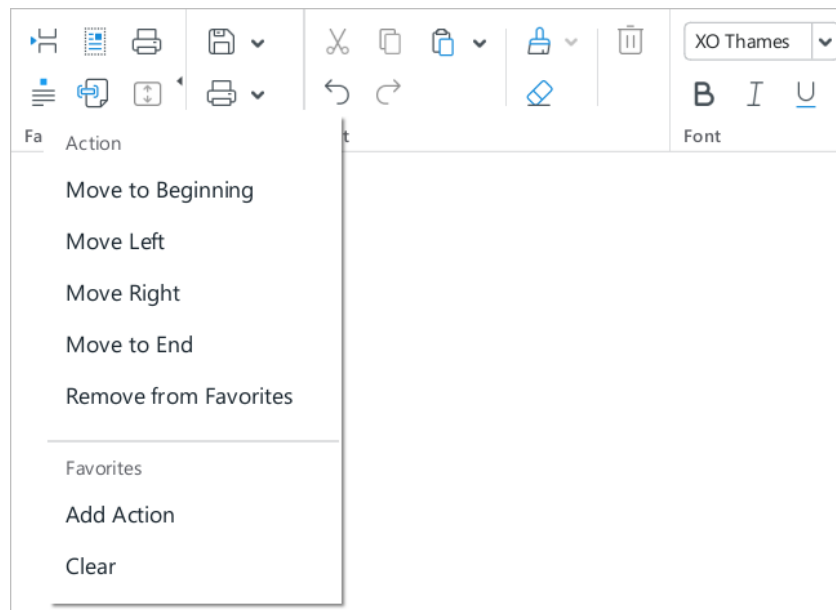 XO Thames
B I U
Fa
t
Font
Action
Move to Beginning
Move Left
Move Right
Move to End
Remove from Favorites
Favorites
Add Action
Clear